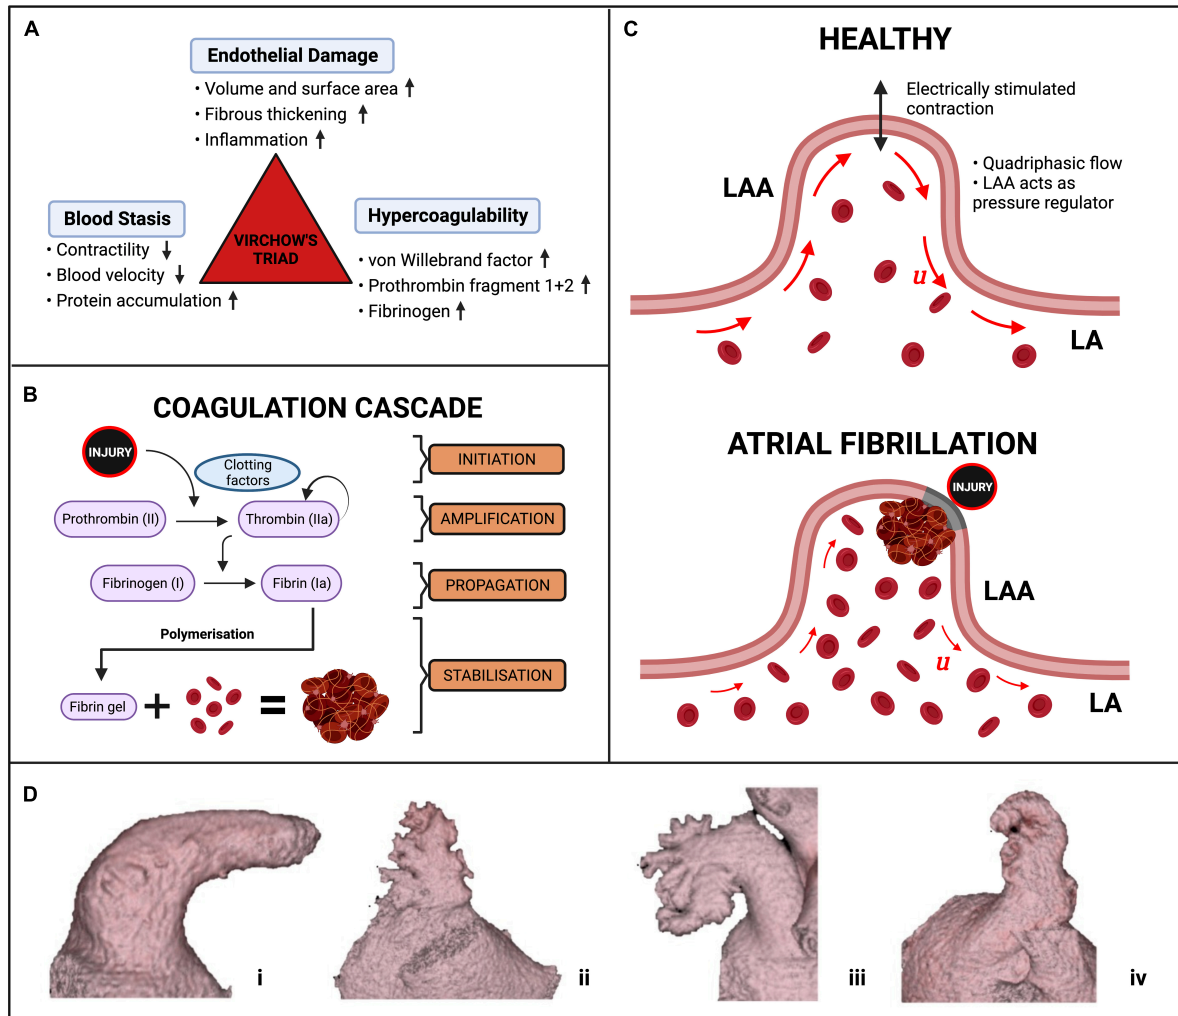 A
Endothelial Damage
• Volume and surface area ↑
• Fibrous thickening ↑
• Inflammation ↑
Blood Stasis
• Contractility ↓
• Blood velocity ↓
• Protein accumulation ↑
VIRCHOW'S
TRIAD
Hypercoagulability
• von Willebrand factor ↑
• Prothrombin fragment 1+2 ↑
• Fibrinogen ↑
B
COAGULATION CASCADE
INJURY
Clotting
factors
Prothrombin (II)
Thrombin (IIa)
Fibrinogen (I)
Fibrin (Ia)
Polymerisation
Fibrin gel
+
=
INITIATION
AMPLIFICATION
PROPAGATION
STABILISATION
C
HEALTHY
Electrically stimulated
contraction
LAA
• Quadriphasic flow
• LAA acts as
pressure regulator
u
LA
ATRIAL FIBRILLATION
INJURY
LAA
u
LA
D
i
ii
iii
iv